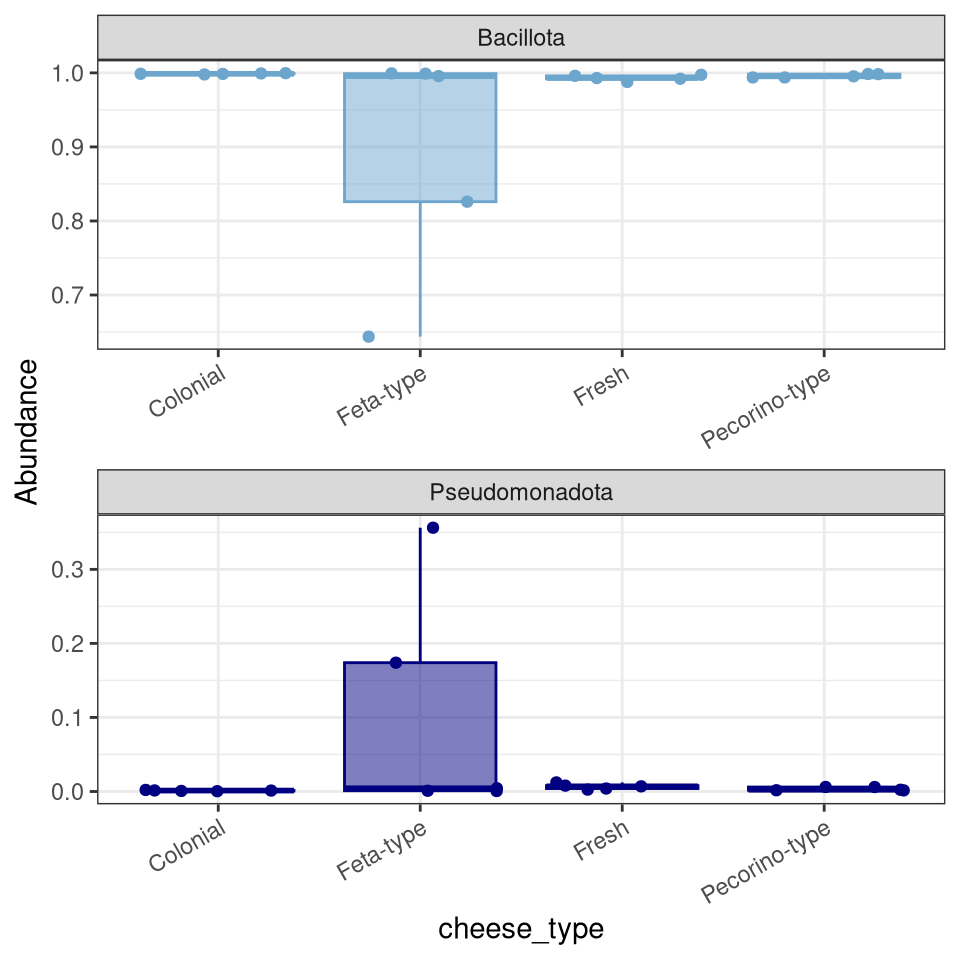 Bacillota
1.0
0.9
0.8
0.7
Colonial
Feta-type
Fresh
Pecorino-type
Abundance
Pseudomonadota
0.3
0.2
0.1
0.0
Colonial
Feta-type
Fresh
Pecorino-type
cheese_type